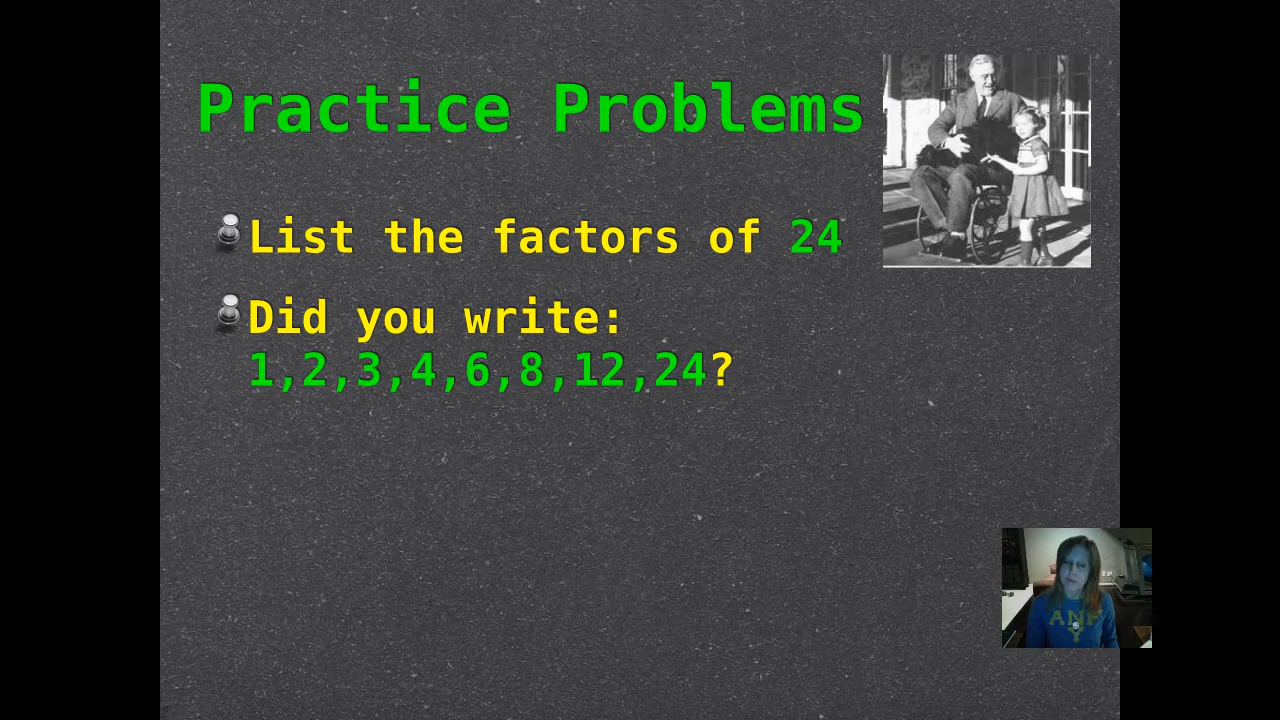 Practice Problems
List the factors of 24
Did you write:
1,2,3,4,6,8,12,24?